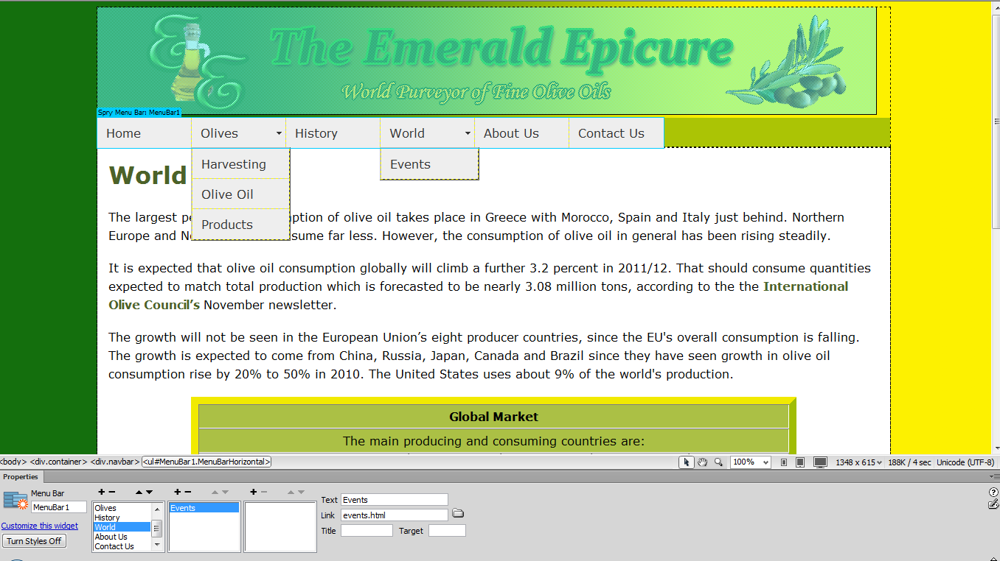 The Emerald Epicure
World Purveyor of Fine Olive Oils
Spry Menu Bar: MenuBar1
Home Olives History World About Us Contact Us
Harvesting Events
World
Olive Oil
Products
The largest pe ption of olive oil takes place in Greece with Morocco, Spain and Italy just behind. Northern
Europe and N sume far less. However, the consumption of olive oil in general has been rising steadily.
It is expected that olive oil consumption globally will climb a further 3.2 percent in 2011/12. That should consume quantities
expected to match total production which is forecasted to be nearly 3.08 million tons, according to the the International
Olive Council’s November newsletter.
The growth will not be seen in the European Union’s eight producer countries, since the EU's overall consumption is falling.
The growth is expected to come from China, Russia, Japan, Canada and Brazil since they have seen growth in olive oil
consumption rise by 20% to 50% in 2010. The United States uses about 9% of the world's production.
Global Market
The main producing and consuming countries are:
<body> <div.container> <div.navbar> <ul#MenuBar1.MenuBarHorizontal> 100% 1348 x 615 188K / 4 sec Unicode (UTF-8)
Properties
Menu Bar
MenuBar1
Customize this widget
Turn Styles Off
Olives
History
World
About Us
Contact Us
Events
Text Events
Link events.html
Title Target